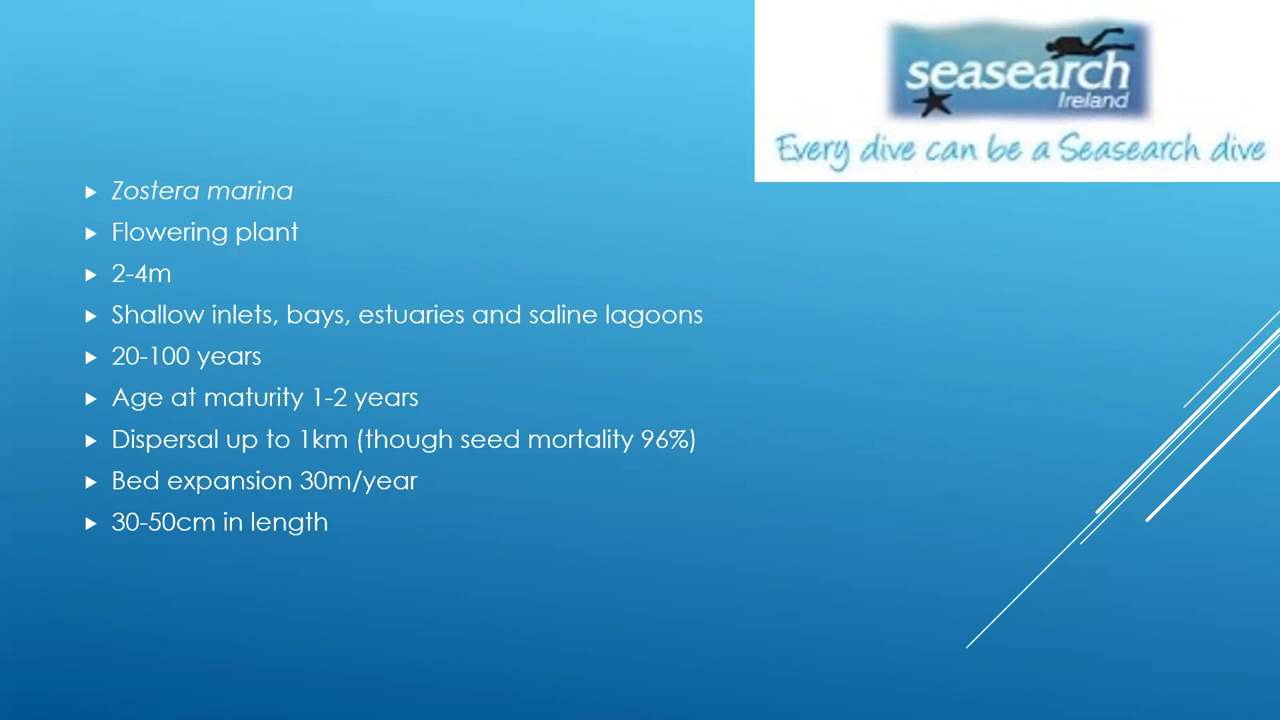 seasearch
Ireland
Every dive can be a Seasearch dive
Zostera marina
Flowering plant
2-4m
Shallow inlets, bays, estuaries and saline lagoons
20-100 years
Age at maturity 1-2 years
Dispersal up to 1km (though seed mortality 96%)
Bed expansion 30m/year
30-50cm in length